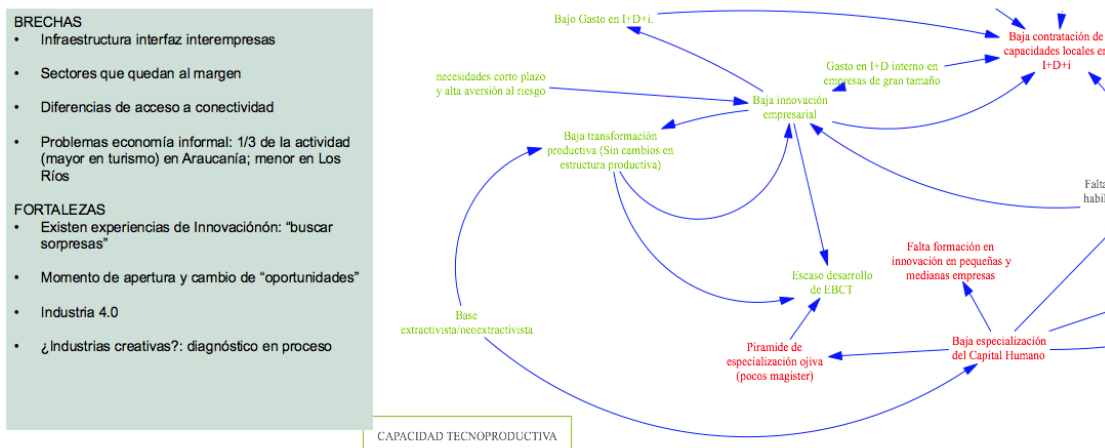 BRECHAS
• Infraestructura interfaz interempresas
• Sectores que quedan al margen
• Diferencias de acceso a conectividad
• Problemas economía informal: 1/3 de la actividad
(mayor en turismo) en Araucanía; menor en Los
Ríos
FORTALEZAS
• Existen experiencias de Innovaciónón: “buscar
sorpresas”
• Momento de apertura y cambio de “oportunidades”
• Industria 4.0
• ¿Industrias creativas?: diagnóstico en proceso
Bajo Gasto en I+D+i.
Baja contratación de
capacidades locales en
I+D+i
necesidades corto plazo
y alta aversión al riesgo
Gasto en I+D interno en
empresas de gran tamaño
Baja innovación
empresarial
Baja transformación
productiva (Sin cambios en
estructura productiva)
Falta
habil
Falta formación en
innovación en pequeñas y
medianas empresas
Escaso desarrollo
de EBCT
Base
extractivista/neoextractivista
Piramide de
especialización ojiva
(pocos magister)
Baja especialización
del Capital Humano
CAPACIDAD TECNOPRODUCTIVA